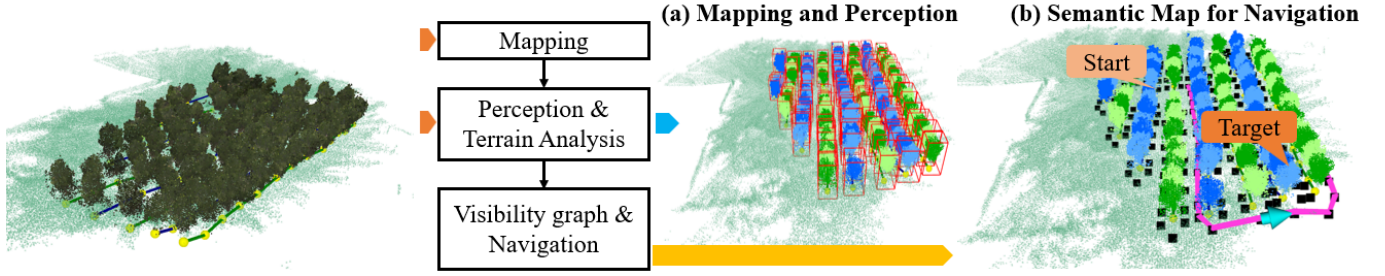 Mapping
Perception &
Terrain Analysis
Visibility graph &
Navigation
(a) Mapping and Perception
(b) Semantic Map for Navigation
Start
Target